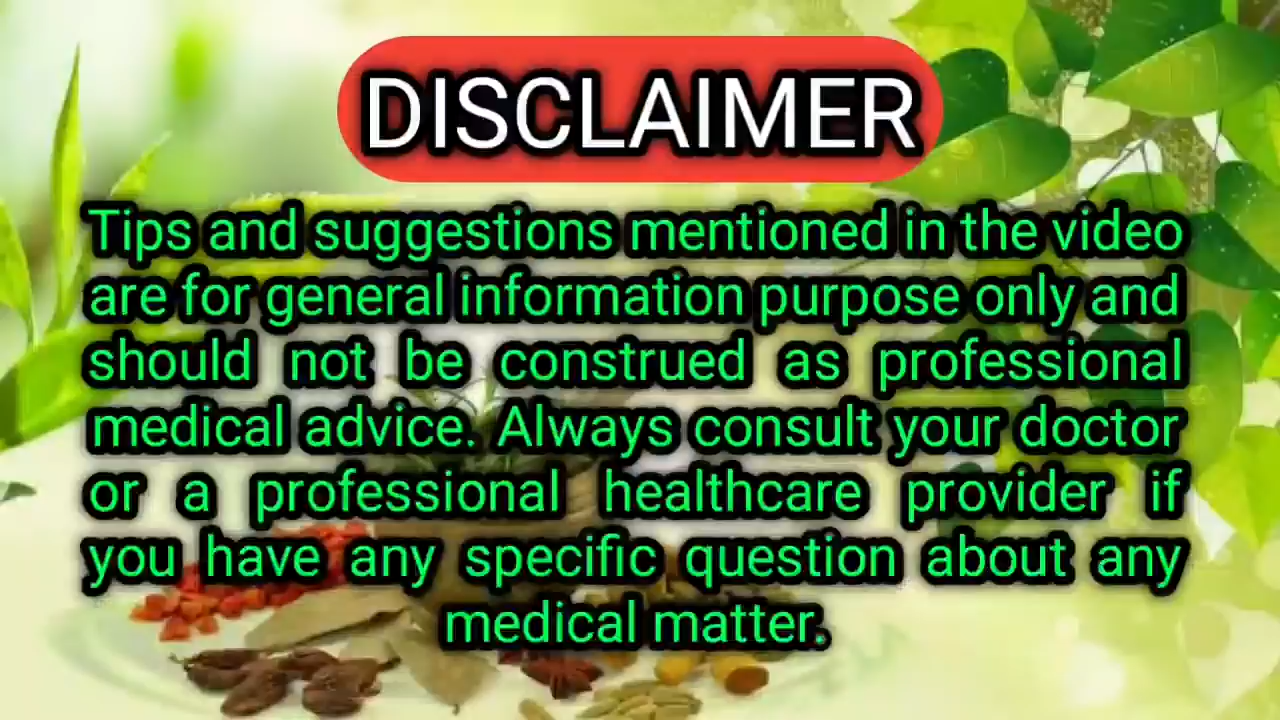 DISCLAIMER
Tips and suggestions mentioned in the video
are for general information purpose only and
should not be construed as professional
medical advice. Always consult your doctor
or a professional healthcare provider if
you have any specific question about any
medical matter.